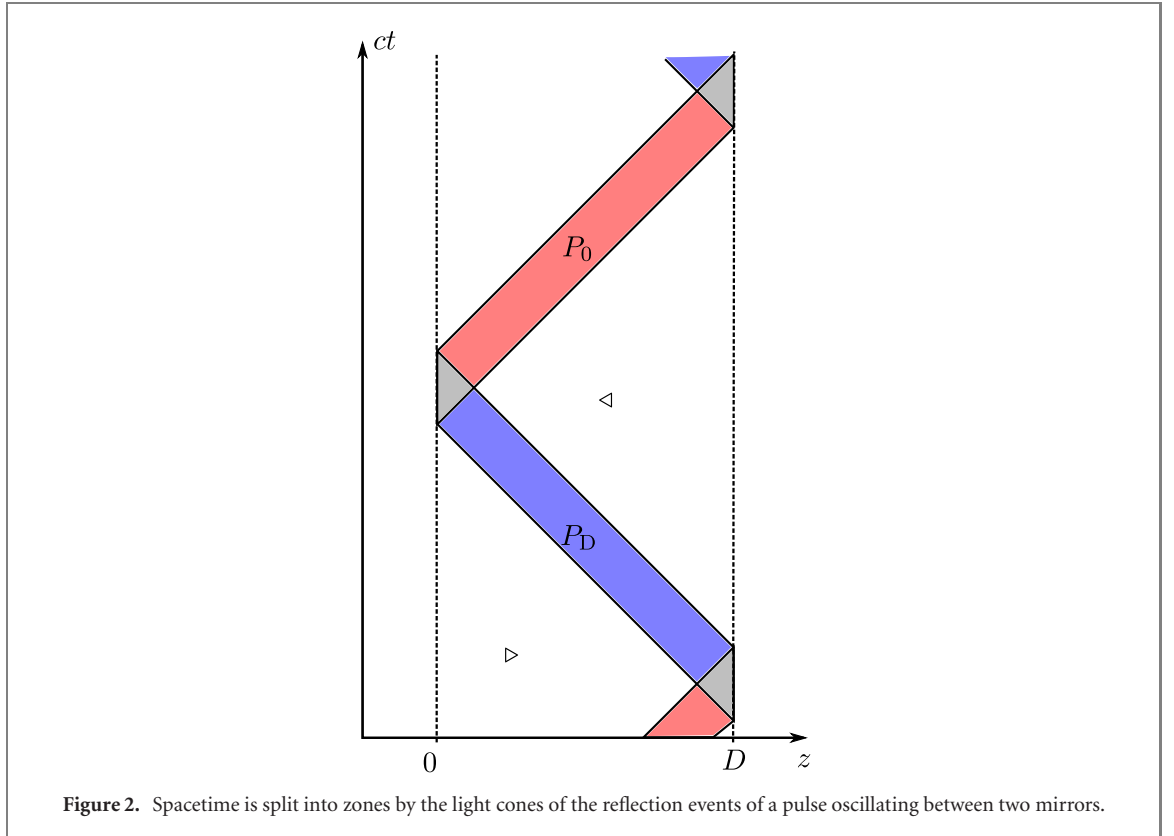 ct
P₀
P_D
0
D
z
Figure 2. Spacetime is split into zones by the light cones of the reflection events of a pulse oscillating between two mirrors.